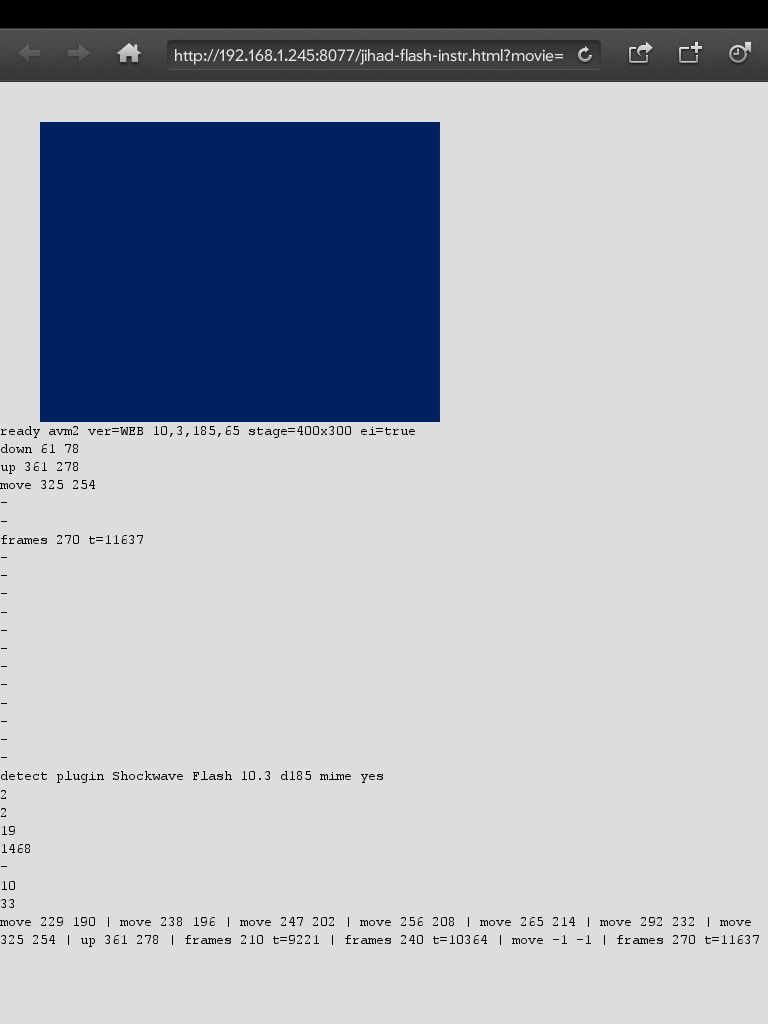 http://192.168.1.245:8077/jihad-flash-instr.html?movie=
ready avm2 ver=WEB 10,3,185,65 stage=400x300 ei=true
down 61 78
up 361 278
move 325 254
-
-
frames 270 t=11637
-
-
-
-
-
-
-
-
-
-
-
-
detect plugin Shockwave Flash 10.3 d185 mime yes
2
2
19
1468
-
10
33
move 229 190 | move 238 196 | move 247 202 | move 256 208 | move 265 214 | move 292 232 | move
325 254 | up 361 278 | frames 210 t=9221 | frames 240 t=10364 | move -1 -1 | frames 270 t=11637